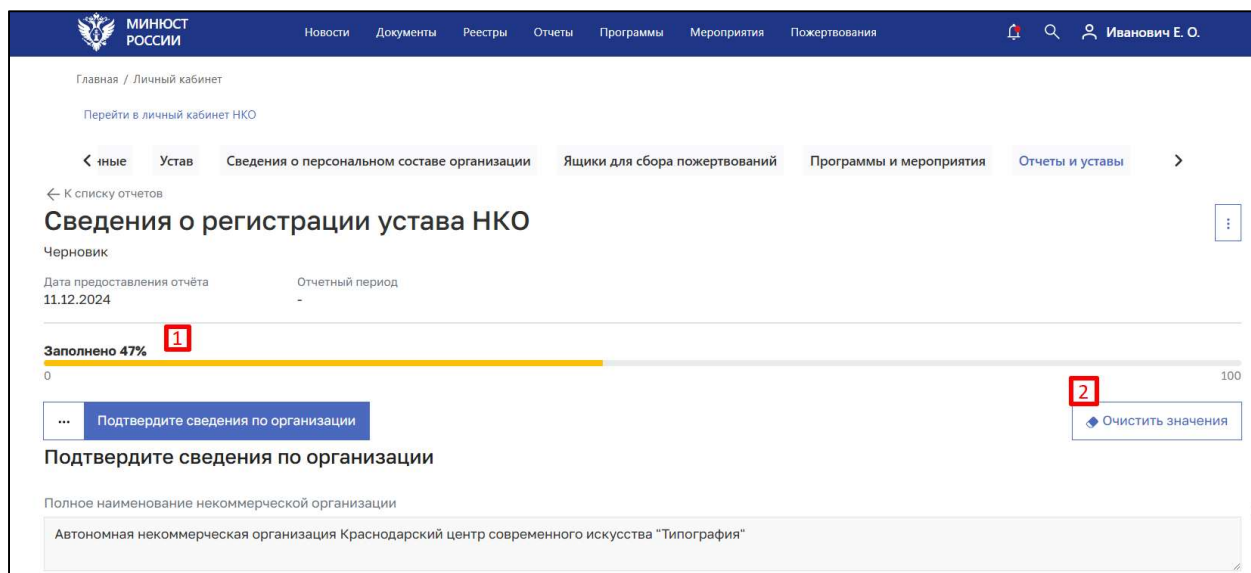 МИНЮСТ
РОССИИ
Новости Документы Реестры Отчеты Программы Мероприятия Пожертвования Иванович Е. О.
Главная / Личный кабинет
Перейти в личный кабинет НКО
нные Устав Сведения о персональном составе организации Ящики для сбора пожертвований Программы и мероприятия Отчеты и уставы
К списку отчетов
Сведения о регистрации устава НКО
Черновик
Дата предоставления отчёта Отчетный период
11.12.2024 -
1
Заполнено 47%
0 100
2
... Подтвердите сведения по организации Очистить значения
Подтвердите сведения по организации
Полное наименование некоммерческой организации
Автономная некоммерческая организация Краснодарский центр современного искусства "Типография"